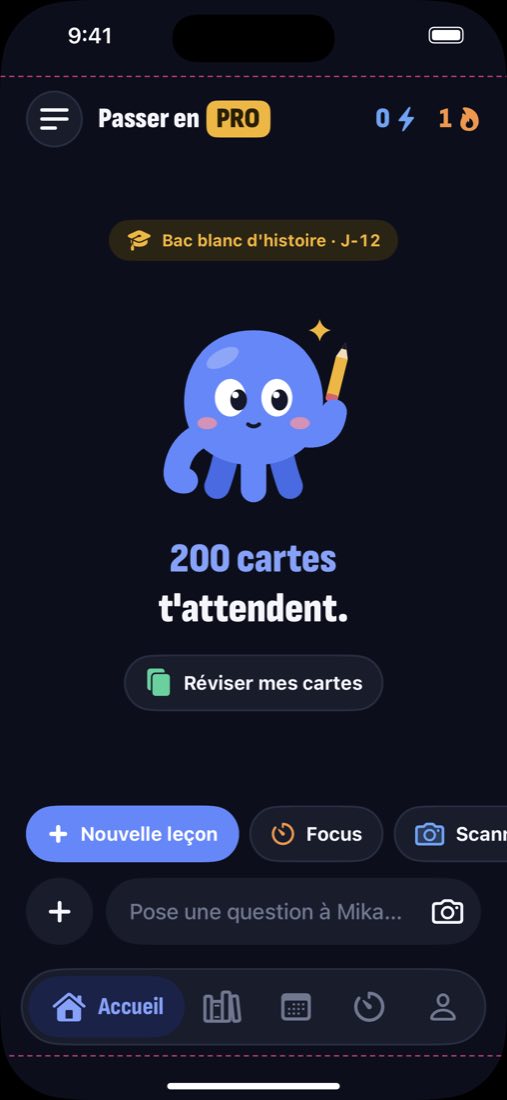 9:41
Passer en PRO
0 1
Bac blanc d'histoire · J-12
200 cartes
t'attendent.
Réviser mes cartes
Nouvelle leçon
Focus
Scann
Pose une question à Mika...
Accueil